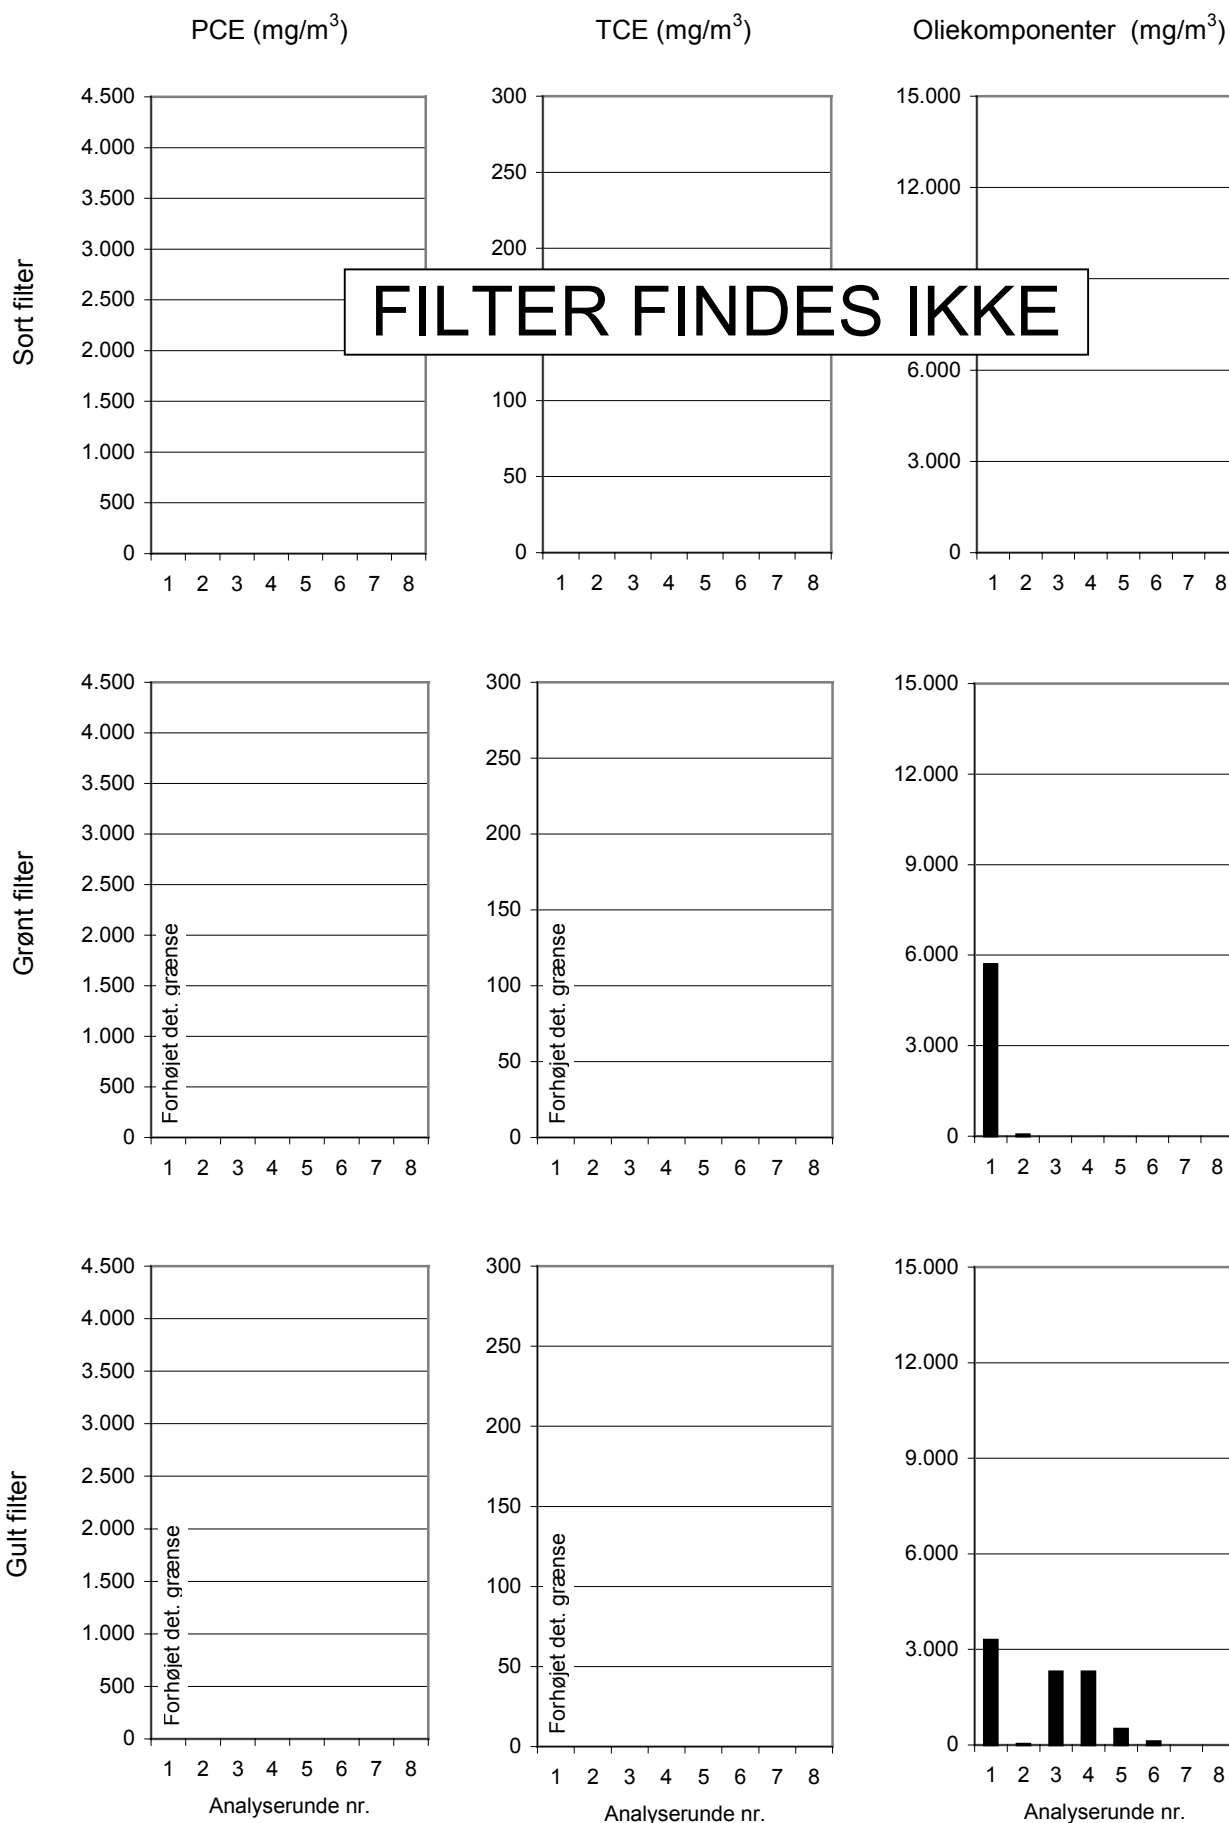 PCE (mg/m³)
TCE (mg/m³)
Oliekomponenter (mg/m³)
Sort filter
4.500
4.000
3.500
3.000
2.500
2.000
1.500
1.000
500
0
1 2 3 4 5 6 7 8
300
250
200
100
50
0
1 2 3 4 5 6 7 8
15.000
12.000
6.000
3.000
0
1 2 3 4 5 6 7 8
FILTER FINDES IKKE
Grønt filter
4.500
4.000
3.500
3.000
2.500
2.000
1.500
1.000
500
0
Forhøjet det. grænse
1 2 3 4 5 6 7 8
300
250
200
150
100
50
0
Forhøjet det. grænse
1 2 3 4 5 6 7 8
15.000
12.000
9.000
6.000
3.000
0
1 2 3 4 5 6 7 8
Gult filter
4.500
4.000
3.500
3.000
2.500
2.000
1.500
1.000
500
0
Forhøjet det. grænse
1 2 3 4 5 6 7 8
Analyserunde nr.
300
250
200
150
100
50
0
Forhøjet det. grænse
1 2 3 4 5 6 7 8
Analyserunde nr.
15.000
12.000
9.000
6.000
3.000
0
1 2 3 4 5 6 7 8
Analyserunde nr.